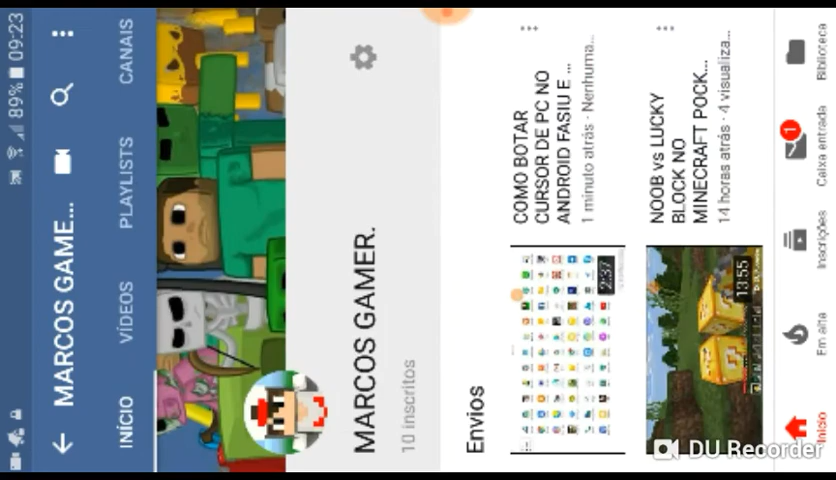 89% 09:23
MARCOS GAME...
INÍCIO VÍDEOS PLAYLISTS CANAIS
MARCOS GAMER.
10 inscritos
Envios
2:37
COMO BOTAR
CURSOR DE PC NO
ANDROID FASIU E ...
1 minuto atrás · Nenhuma...
13:55
NOOB vs LUCKY
BLOCK NO
MINECRAFT POCK...
14 horas atrás · 4 visualiza...
1
Início Em alta Inscrições Caixa entrada Biblioteca
DU Recorder